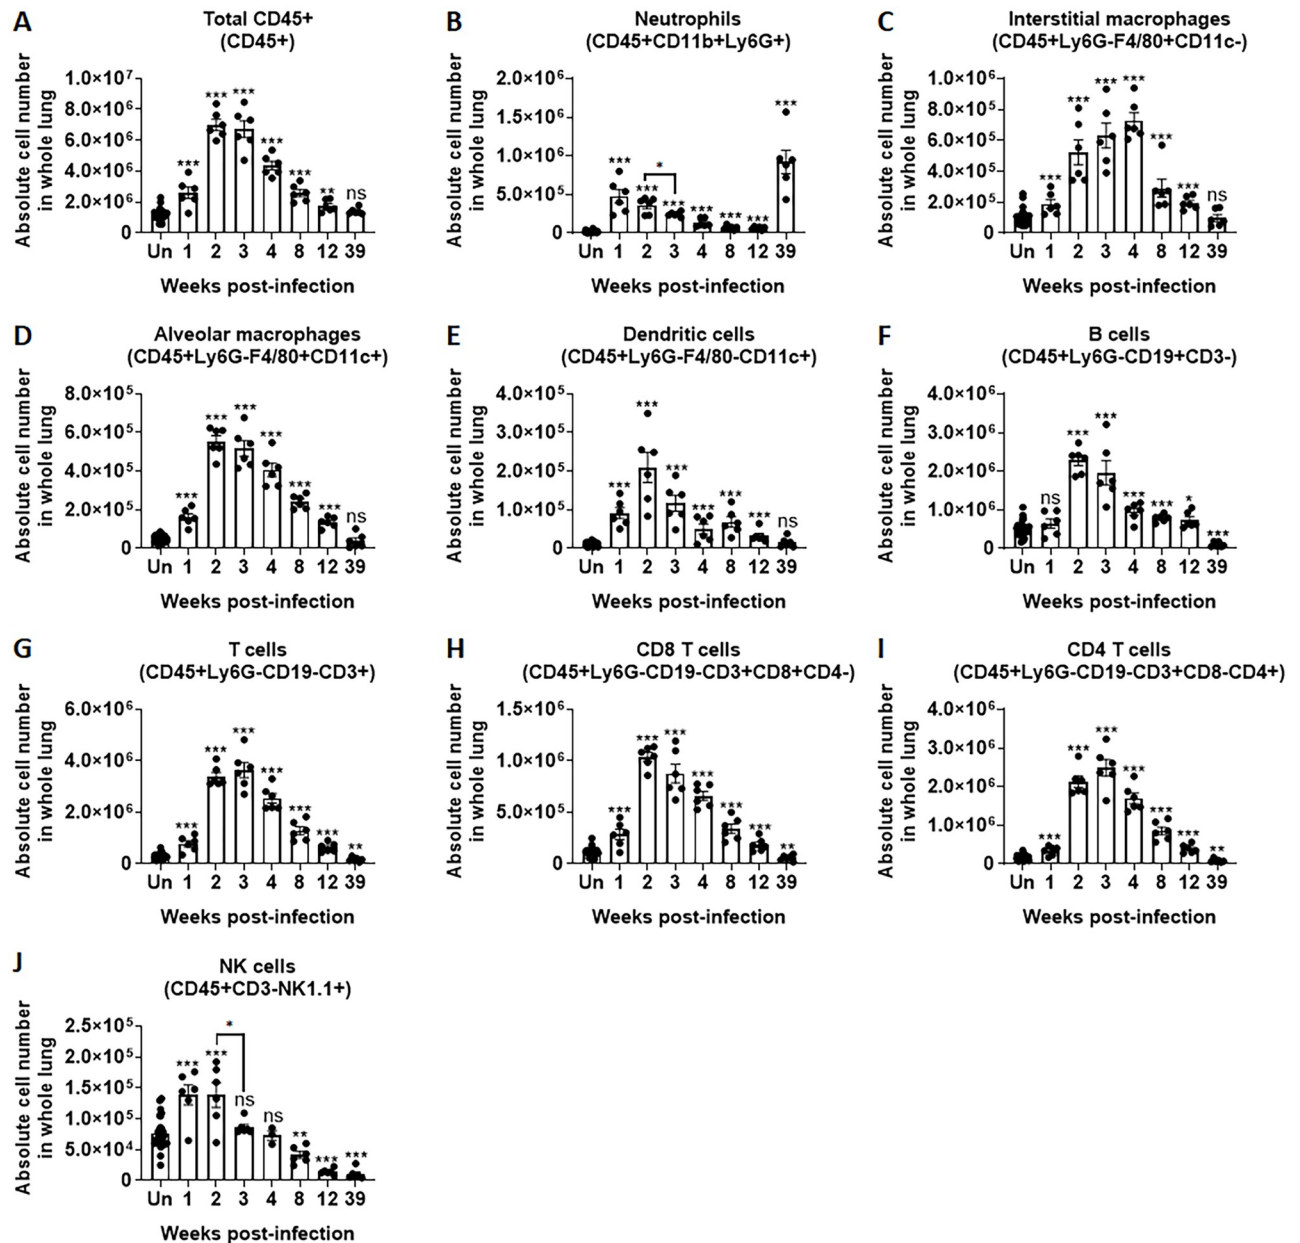 A
Total CD45+
(CD45+)
Absolute cell number
in whole lung
1.0×10⁷
8.0×10⁶
6.0×10⁶
4.0×10⁶
2.0×10⁶
0
*** *** *** *** *** ** ns
Un 1 2 3 4 8 12 39
Weeks post-infection
B
Neutrophils
(CD45+CD11b+Ly6G+)
Absolute cell number
in whole lung
2.0×10⁶
1.5×10⁶
1.0×10⁶
5.0×10⁵
0
*
*** *** *** *** *** *** ***
Un 1 2 3 4 8 12 39
Weeks post-infection
C
Interstitial macrophages
(CD45+Ly6G-F4/80+CD11c-)
Absolute cell number
in whole lung
1.0×10⁶
8.0×10⁵
6.0×10⁵
4.0×10⁵
2.0×10⁵
0
*** *** *** *** *** *** ns
Un 1 2 3 4 8 12 39
Weeks post-infection
D
Alveolar macrophages
(CD45+Ly6G-F4/80+CD11c+)
Absolute cell number
in whole lung
8.0×10⁵
6.0×10⁵
4.0×10⁵
2.0×10⁵
0
*** *** *** *** *** *** ns
Un 1 2 3 4 8 12 39
Weeks post-infection
E
Dendritic cells
(CD45+Ly6G-F4/80-CD11c+)
Absolute cell number
in whole lung
4.0×10⁵
3.0×10⁵
2.0×10⁵
1.0×10⁵
0
*** *** *** *** *** *** ns
Un 1 2 3 4 8 12 39
Weeks post-infection
F
B cells
(CD45+Ly6G-CD19+CD3-)
Absolute cell number
in whole lung
4.0×10⁶
3.0×10⁶
2.0×10⁶
1.0×10⁶
0
ns *** *** *** *** * ***
Un 1 2 3 4 8 12 39
Weeks post-infection
G
T cells
(CD45+Ly6G-CD19-CD3+)
Absolute cell number
in whole lung
6.0×10⁶
4.0×10⁶
2.0×10⁶
0
*** *** *** *** *** *** **
Un 1 2 3 4 8 12 39
Weeks post-infection
H
CD8 T cells
(CD45+Ly6G-CD19-CD3+CD8+CD4-)
Absolute cell number
in whole lung
1.5×10⁶
1.0×10⁶
5.0×10⁵
0
*** *** *** *** *** *** **
Un 1 2 3 4 8 12 39
Weeks post-infection
I
CD4 T cells
(CD45+Ly6G-CD19-CD3+CD8-CD4+)
Absolute cell number
in whole lung
4.0×10⁶
3.0×10⁶
2.0×10⁶
1.0×10⁶
0
*** *** *** *** *** *** **
Un 1 2 3 4 8 12 39
Weeks post-infection
J
NK cells
(CD45+CD3-NK1.1+)
Absolute cell number
in whole lung
2.5×10⁵
2.0×10⁵
1.5×10⁵
1.0×10⁵
5.0×10⁴
0
*
*** *** ns ns ** *** ***
Un 1 2 3 4 8 12 39
Weeks post-infection